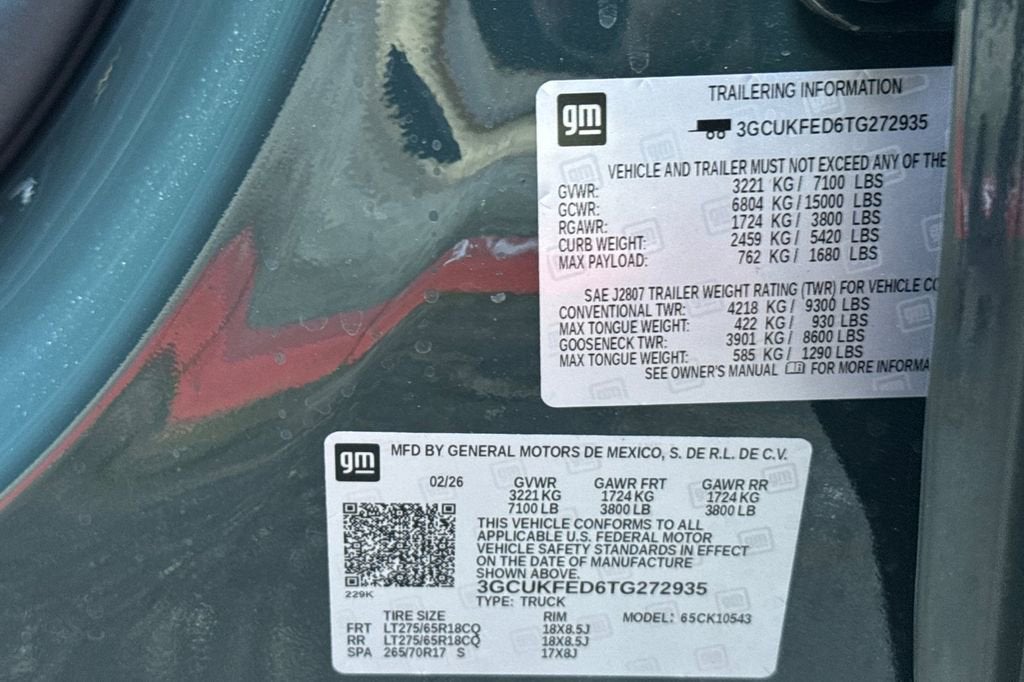 gm
TRAILERING INFORMATION
3GCUKFED6TG272935
VEHICLE AND TRAILER MUST NOT EXCEED ANY OF THE
GVWR: 3221 KG / 7100 LBS
GCWR: 6804 KG / 15000 LBS
RGAWR: 1724 KG / 3800 LBS
CURB WEIGHT: 2459 KG / 5420 LBS
MAX PAYLOAD: 762 KG / 1680 LBS
SAE J2807 TRAILER WEIGHT RATING (TWR) FOR VEHICLE
CONVENTIONAL TWR: 4218 KG / 9300 LBS
MAX TONGUE WEIGHT: 422 KG / 930 LBS
GOOSENECK TWR: 3901 KG / 8600 LBS
MAX TONGUE WEIGHT: 585 KG / 1290 LBS
SEE OWNER'S MANUAL FOR MORE
gm
MFD BY GENERAL MOTORS DE MEXICO, S. DE R.L. DE C.V.
02/26 GVWR GAWR FRT GAWR RR
3221 KG 1724 KG 1724 KG
7100 LB 3800 LB 3800 LB
THIS VEHICLE CONFORMS TO ALL
APPLICABLE U.S. FEDERAL MOTOR
VEHICLE SAFETY STANDARDS IN EFFECT
ON THE DATE OF MANUFACTURE
SHOWN ABOVE.
3GCUKFED6TG272935
229K
TYPE: TRUCK
TIRE SIZE RIM MODEL: 65CK10543
FRT LT275/65R18CQ 18X8.5J
RR LT275/65R18CQ 18X8.5J
SPA 265/70R17 S 17X8J